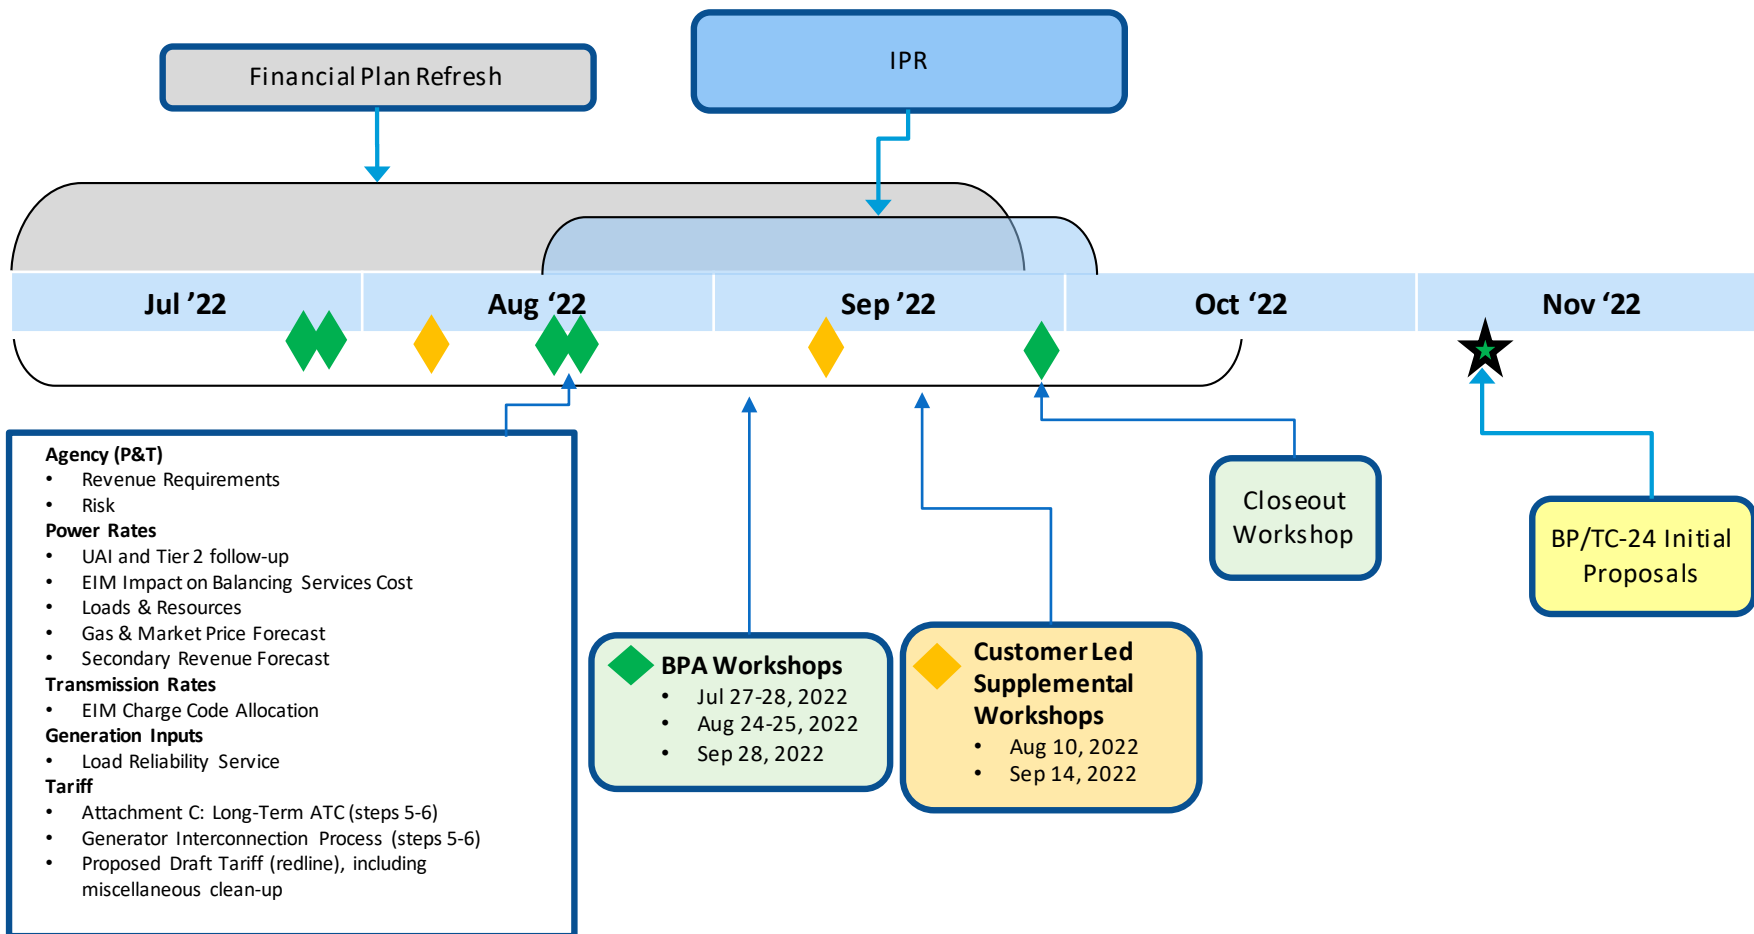 Financial Plan Refresh
IPR
Jul ’22
Aug ‘22
Sep ’22
Oct ‘22
Nov ‘22
Agency (P&T)
• Revenue Requirements
• Risk
Power Rates
• UAI and Tier 2 follow-up
• EIM Impact on Balancing Services Cost
• Loads & Resources
• Gas & Market Price Forecast
• Secondary Revenue Forecast
Transmission Rates
• EIM Charge Code Allocation
Generation Inputs
• Load Reliability Service
Tariff
• Attachment C: Long-Term ATC (steps 5-6)
• Generator Interconnection Process (steps 5-6)
• Proposed Draft Tariff (redline), including
miscellaneous clean-up
BPA Workshops
• Jul 27-28, 2022
• Aug 24-25, 2022
• Sep 28, 2022
Customer Led
Supplemental
Workshops
• Aug 10, 2022
• Sep 14, 2022
Closeout
Workshop
BP/TC-24 Initial
Proposals